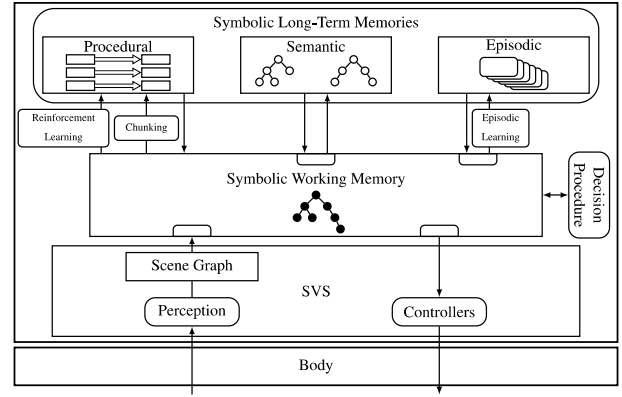 Symbolic Long-Term Memories
Procedural
Semantic
Episodic
Reinforcement
Learning
Chunking
Episodic
Learning
Symbolic Working Memory
Decision
Procedure
Scene Graph
SVS
Perception
Controllers
Body